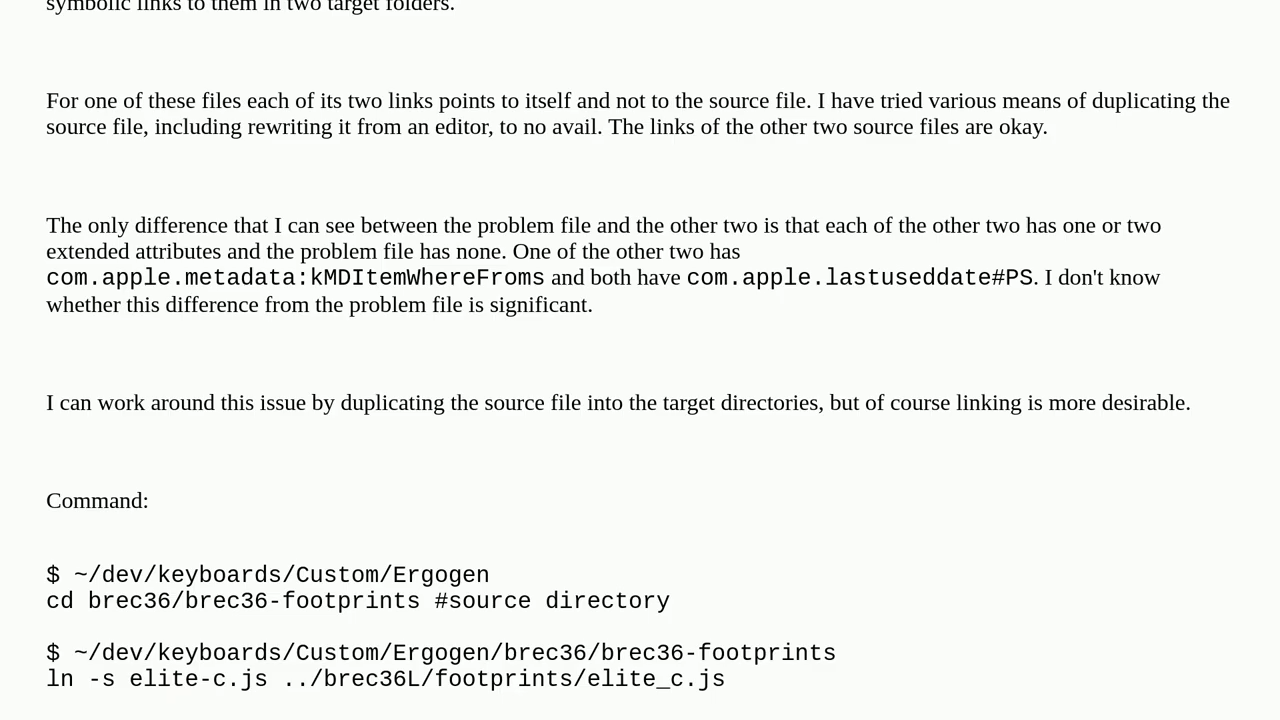 symbolic links to them in two target folders.
For one of these files each of its two links points to itself and not to the source file. I have tried various means of duplicating the
source file, including rewriting it from an editor, to no avail. The links of the other two source files are okay.
The only difference that I can see between the problem file and the other two is that each of the other two has one or two
extended attributes and the problem file has none. One of the other two has
com.apple.metadata:kMDItemWhereFroms and both have com.apple.lastuseddate#PS. I don't know
whether this difference from the problem file is significant.
I can work around this issue by duplicating the source file into the target directories, but of course linking is more desirable.
Command:
$ ~/dev/keyboards/Custom/Ergogen
cd brec36/brec36-footprints #source directory
$ ~/dev/keyboards/Custom/Ergogen/brec36/brec36-footprints
ln -s elite-c.js ../brec36L/footprints/elite_c.js